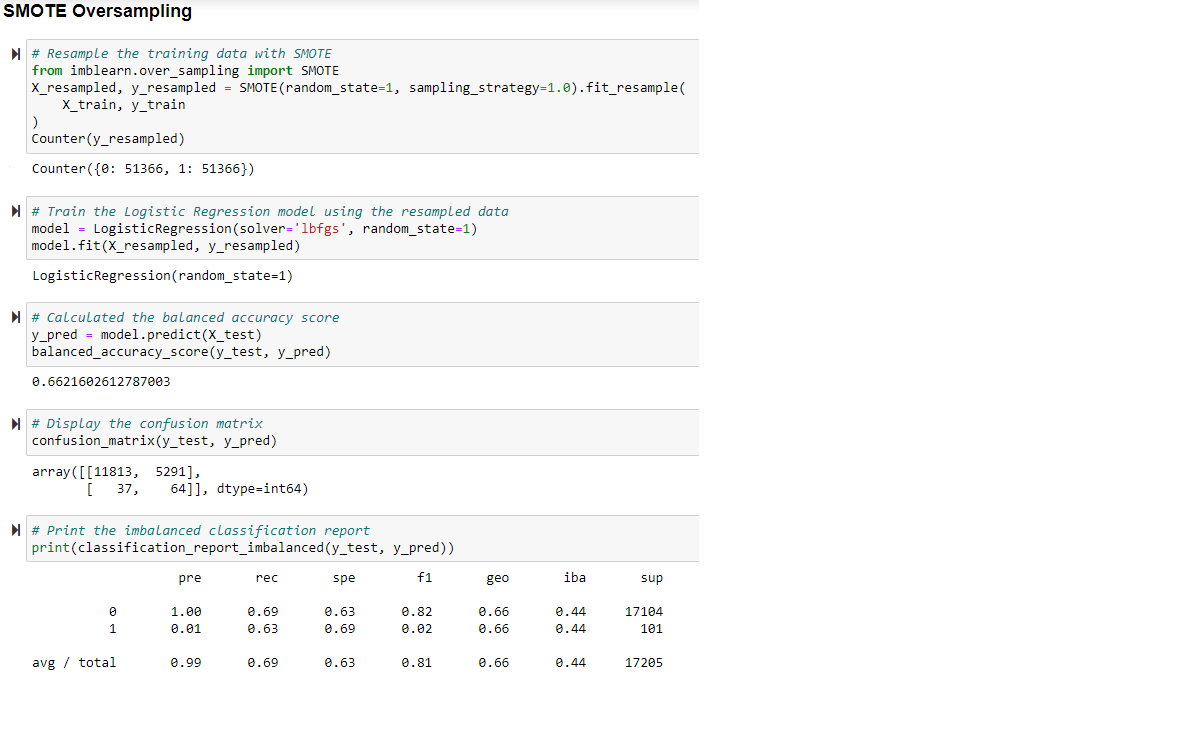 SMOTE Oversampling
# Resample the training data with SMOTE
from imblearn.over_sampling import SMOTE
X_resampled, y_resampled = SMOTE(random_state=1, sampling_strategy=1.0).fit_resample(
    X_train, y_train
)
Counter(y_resampled)
Counter({0: 51366, 1: 51366})
# Train the Logistic Regression model using the resampled data
model = LogisticRegression(solver='lbfgs', random_state=1)
model.fit(X_resampled, y_resampled)
LogisticRegression(random_state=1)
# Calculated the balanced accuracy score
y_pred = model.predict(X_test)
balanced_accuracy_score(y_test, y_pred)
0.6621602612787003
# Display the confusion matrix
confusion_matrix(y_test, y_pred)
array([[11813,  5291],
       [   37,    64]], dtype=int64)
# Print the imbalanced classification report
print(classification_report_imbalanced(y_test, y_pred))
pre rec spe f1 geo iba sup
0 1.00 0.69 0.63 0.82 0.66 0.44 17104
1 0.01 0.63 0.69 0.02 0.66 0.44 101
avg / total 0.99 0.69 0.63 0.81 0.66 0.44 17205